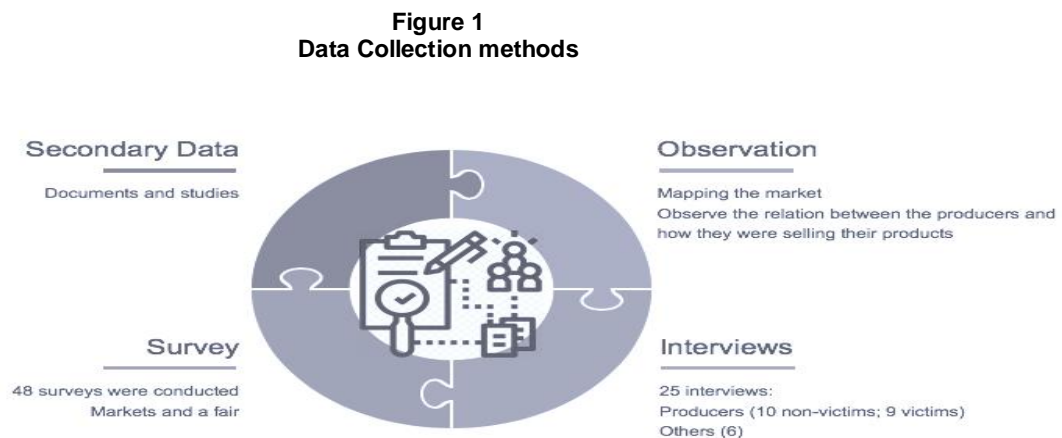 Figure 1
Data Collection methods
Secondary Data
Documents and studies
Observation
Mapping the market
Observe the relation between the producers and
how they were selling their products
Survey
48 surveys were conducted
Markets and a fair
Interviews
25 interviews:
Producers (10 non-victims; 9 victims)
Others (6)